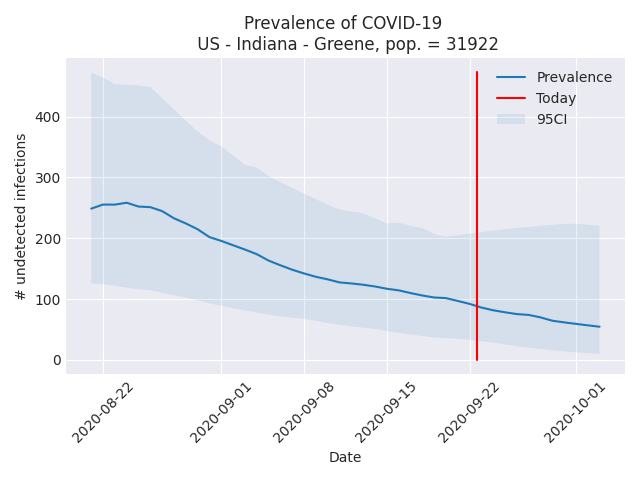 Prevalence of COVID-19
US - Indiana - Greene, pop. = 31922
Prevalence
Today
95CI
# undetected infections
400
300
200
100
0
2020-08-22
2020-09-01
2020-09-08
2020-09-15
2020-09-22
2020-10-01
Date